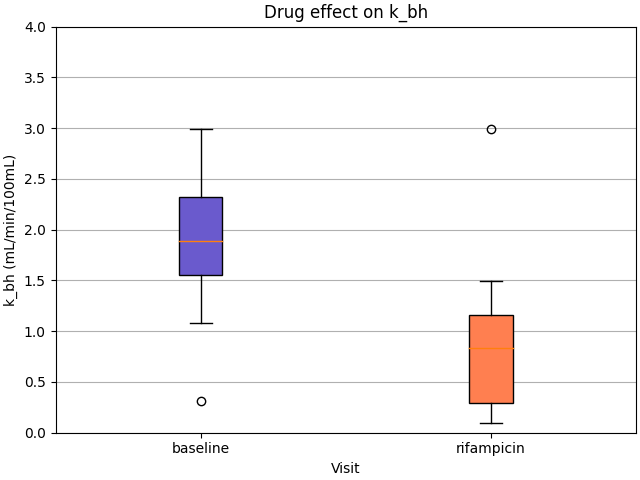 Drug effect on k_bh
k_bh (mL/min/100mL)
4.0
3.5
3.0
2.5
2.0
1.5
1.0
0.5
0.0
baseline
rifampicin
Visit